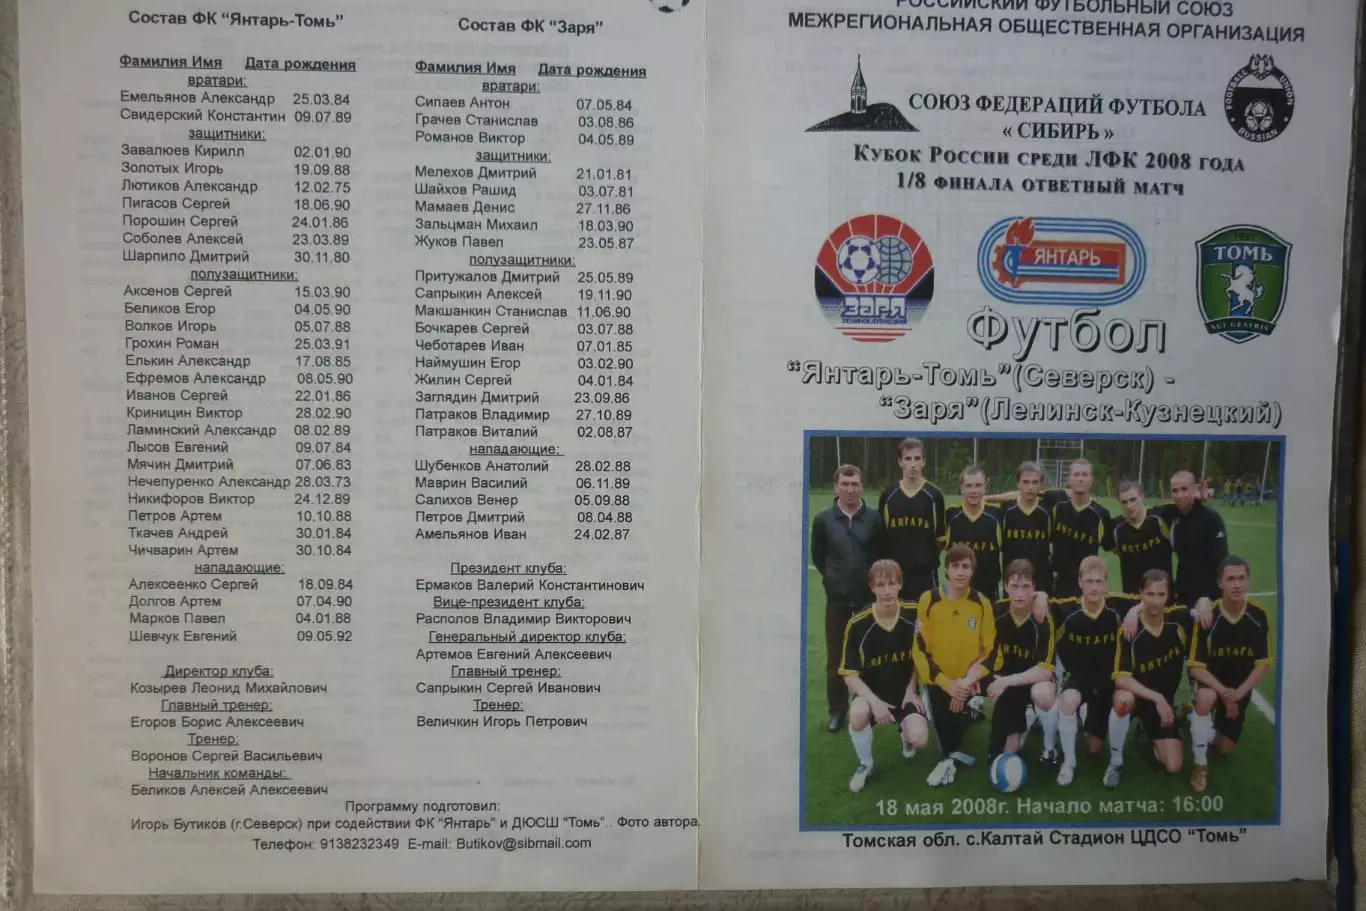 Состав ФК “Янтарь-Томь”
Фамилия Имя Дата рождения
вратари:
Емельянов Александр 25.03.84
Свидерский Константин 09.07.89
защитники:
Завалюев Кирилл 02.01.90
Золотых Игорь 19.09.88
Лютиков Александр 12.02.75
Пигасов Сергей 18.06.90
Порошин Сергей 24.01.86
Соболев Алексей 23.03.89
Шарпило Дмитрий 30.11.80
полузащитники:
Аксенов Сергей 15.03.90
Беликов Егор 04.05.90
Волков Игорь 05.07.88
Грохин Роман 25.03.91
Елькин Александр 17.08.85
Ефремов Александр 08.05.90
Иванов Сергей 22.01.86
Криницин Виктор 28.02.90
Ламинский Александр 08.02.89
Лысов Евгений 09.07.84
Мячин Дмитрий 07.06.83
Нечепуренко Александр 28.03.73
Никифоров Виктор 24.12.89
Петров Артем 10.10.88
Ткачев Андрей 30.01.84
Чичварин Артем 30.10.84
нападающие:
Алексеенко Сергей 18.09.84
Долгов Артем 07.04.90
Марков Павел 04.01.88
Шевчук Евгений 09.05.92
Директор клуба:
Козырев Леонид Михайлович
Главный тренер:
Егоров Борис Алексеевич
Тренер:
Воронов Сергей Васильевич
Начальник команды:
Беликов Алексей Алексеевич
Состав ФК "Заря"
Фамилия Имя Дата рождения
вратари:
Сипаев Антон 07.05.84
Грачев Станислав 03.08.86
Романов Виктор 04.05.89
защитники:
Мелехов Дмитрий 21.01.81
Шайхов Рашид 03.07.81
Мамаев Денис 27.11.86
Зальцман Михаил 18.03.90
Жуков Павел 23.05.87
полузащитники:
Притужалов Дмитрий 25.05.89
Сапрыкин Алексей 19.11.90
Макшанкин Станислав 11.06.90
Бочкарев Сергей 03.07.88
Чеботарев Иван 07.01.85
Наймушин Егор 03.02.90
Жилин Сергей 04.01.84
Заглядин Дмитрий 23.09.86
Патраков Владимир 27.10.89
Патраков Виталий 02.08.87
нападающие:
Шубенков Анатолий 28.02.88
Маврин Василий 06.11.89
Салихов Венер 05.09.88
Петров Дмитрий 08.04.88
Амельянов Иван 24.02.87
Президент клуба:
Ермаков Валерий Константинович
Вице-президент клуба:
Располов Владимир Викторович
Генеральный директор клуба:
Артемов Евгений Алексеевич
Главный тренер:
Сапрыкин Сергей Иванович
Тренер:
Величкин Игорь Петрович
Программу подготовил:
Игорь Бутиков (г.Северск) при содействии ФК “Янтарь” и ДЮСШ “Томь”.. Фото автора
Телефон: 9138232349 E-mail: Butikov@sibmail.com
РОССИЙСКИЙ ФУТБОЛЬНЫЙ СОЮЗ
МЕЖРЕГИОНАЛЬНАЯ ОБЩЕСТВЕННАЯ ОРГАНИЗАЦИЯ
СОЮЗ ФЕДЕРАЦИЙ ФУТБОЛА
« СИБИРЬ »
FOOTBALL UNION
RUSSIAN
КУБОК РОССИИ СРЕДИ ЛФК 2008 ГОДА
1/8 ФИНАЛА ОТВЕТНЫЙ МАТЧ
ЗАРЯ
ЯНТАРЬ
1957
ТОМЬ
SUI GENERIS
Футбол
“Янтарь-Томь”(Северск) -
“Заря”(Ленинск-Кузнецкий)
ЯНТАРЬ
ЯНТАРЬ
ЯНТАРЬ
ЯНТАРЬ
ЯНТАРЬ
ЯНТАРЬ
18 мая 2008г. Начало матча: 16:00
Томская обл. с.Калтай Стадион ЦДСО “Томь”